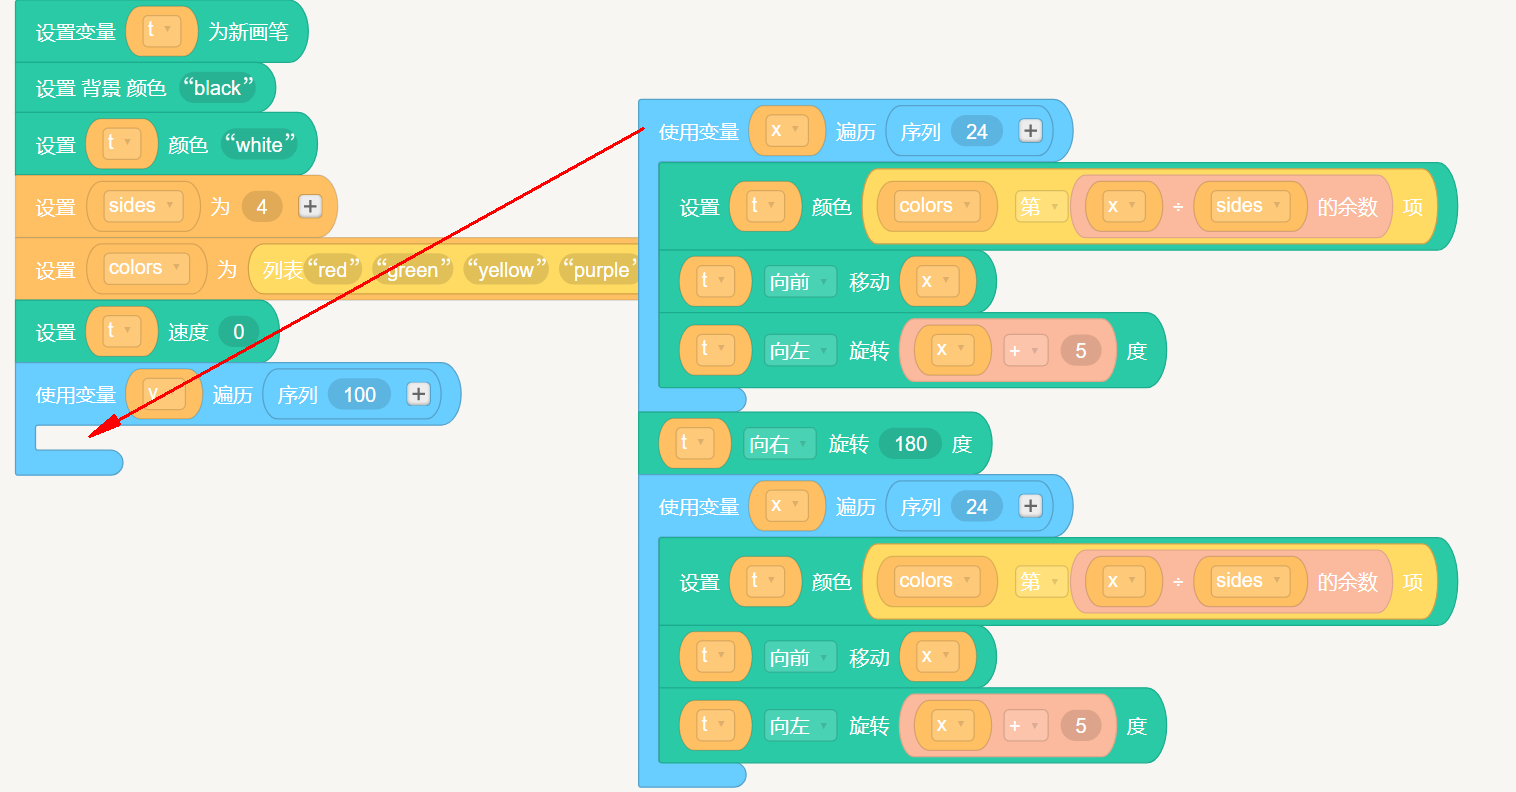 设置变量 t 为新画笔
设置 背景 颜色 “black”
设置 t 颜色 “white”
设置 sides 为 4 +
设置 colors 为 列表 “red” “green” “yellow” “purple”
设置 t 速度 0
使用变量 y 遍历 序列 100 +
使用变量 x 遍历 序列 24 +
设置 t 颜色 colors 第 x ÷ sides 的余数 项
t 向前 移动 x
t 向左 旋转 x + 5 度
t 向右 旋转 180 度
使用变量 x 遍历 序列 24 +
设置 t 颜色 colors 第 x ÷ sides 的余数 项
t 向前 移动 x
t 向左 旋转 x + 5 度